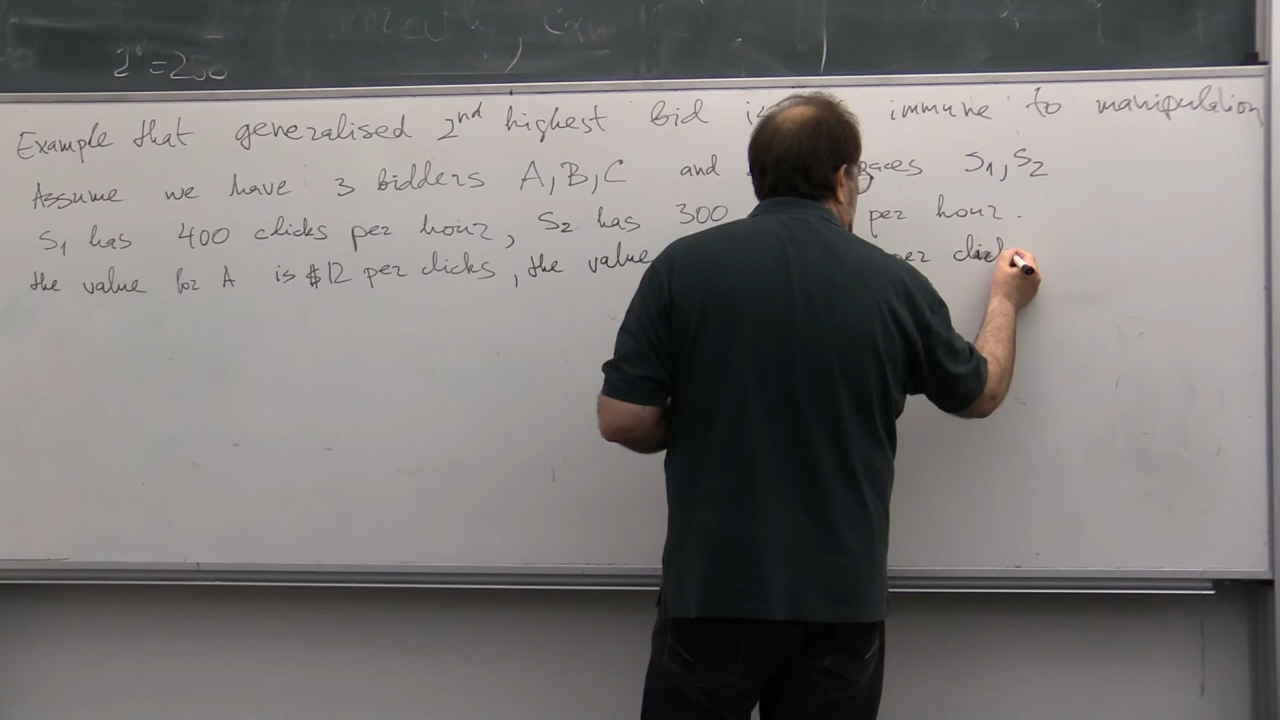 2⁸=200
Example that generalised 2nd highest bid immune to manipulation
Assume we have 3 bidders A, B, C and S1, S2
S1 has 400 clicks per hour, S2 has 300 per hour.
the value for A is $12 per clicks, the value per click